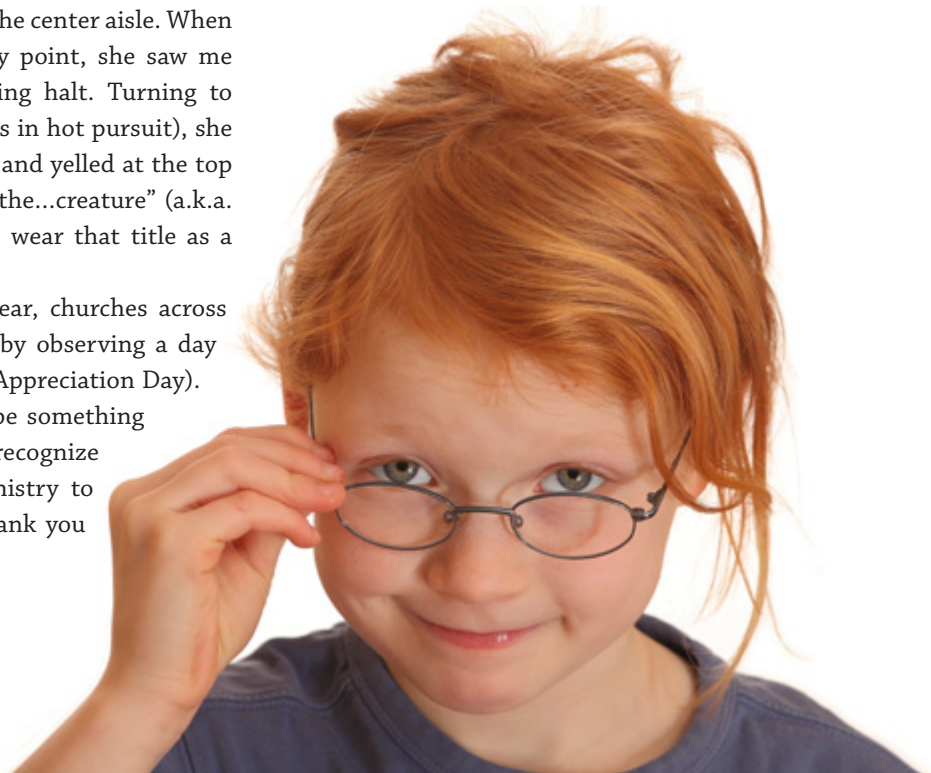 he center aisle. When
y point, she saw me
ing halt. Turning to
s in hot pursuit), she
and yelled at the top
the...creature” (a.k.a.
wear that title as a
ear, churches across
by observing a day
Appreciation Day).
be something
recognize
nistry to
ank you